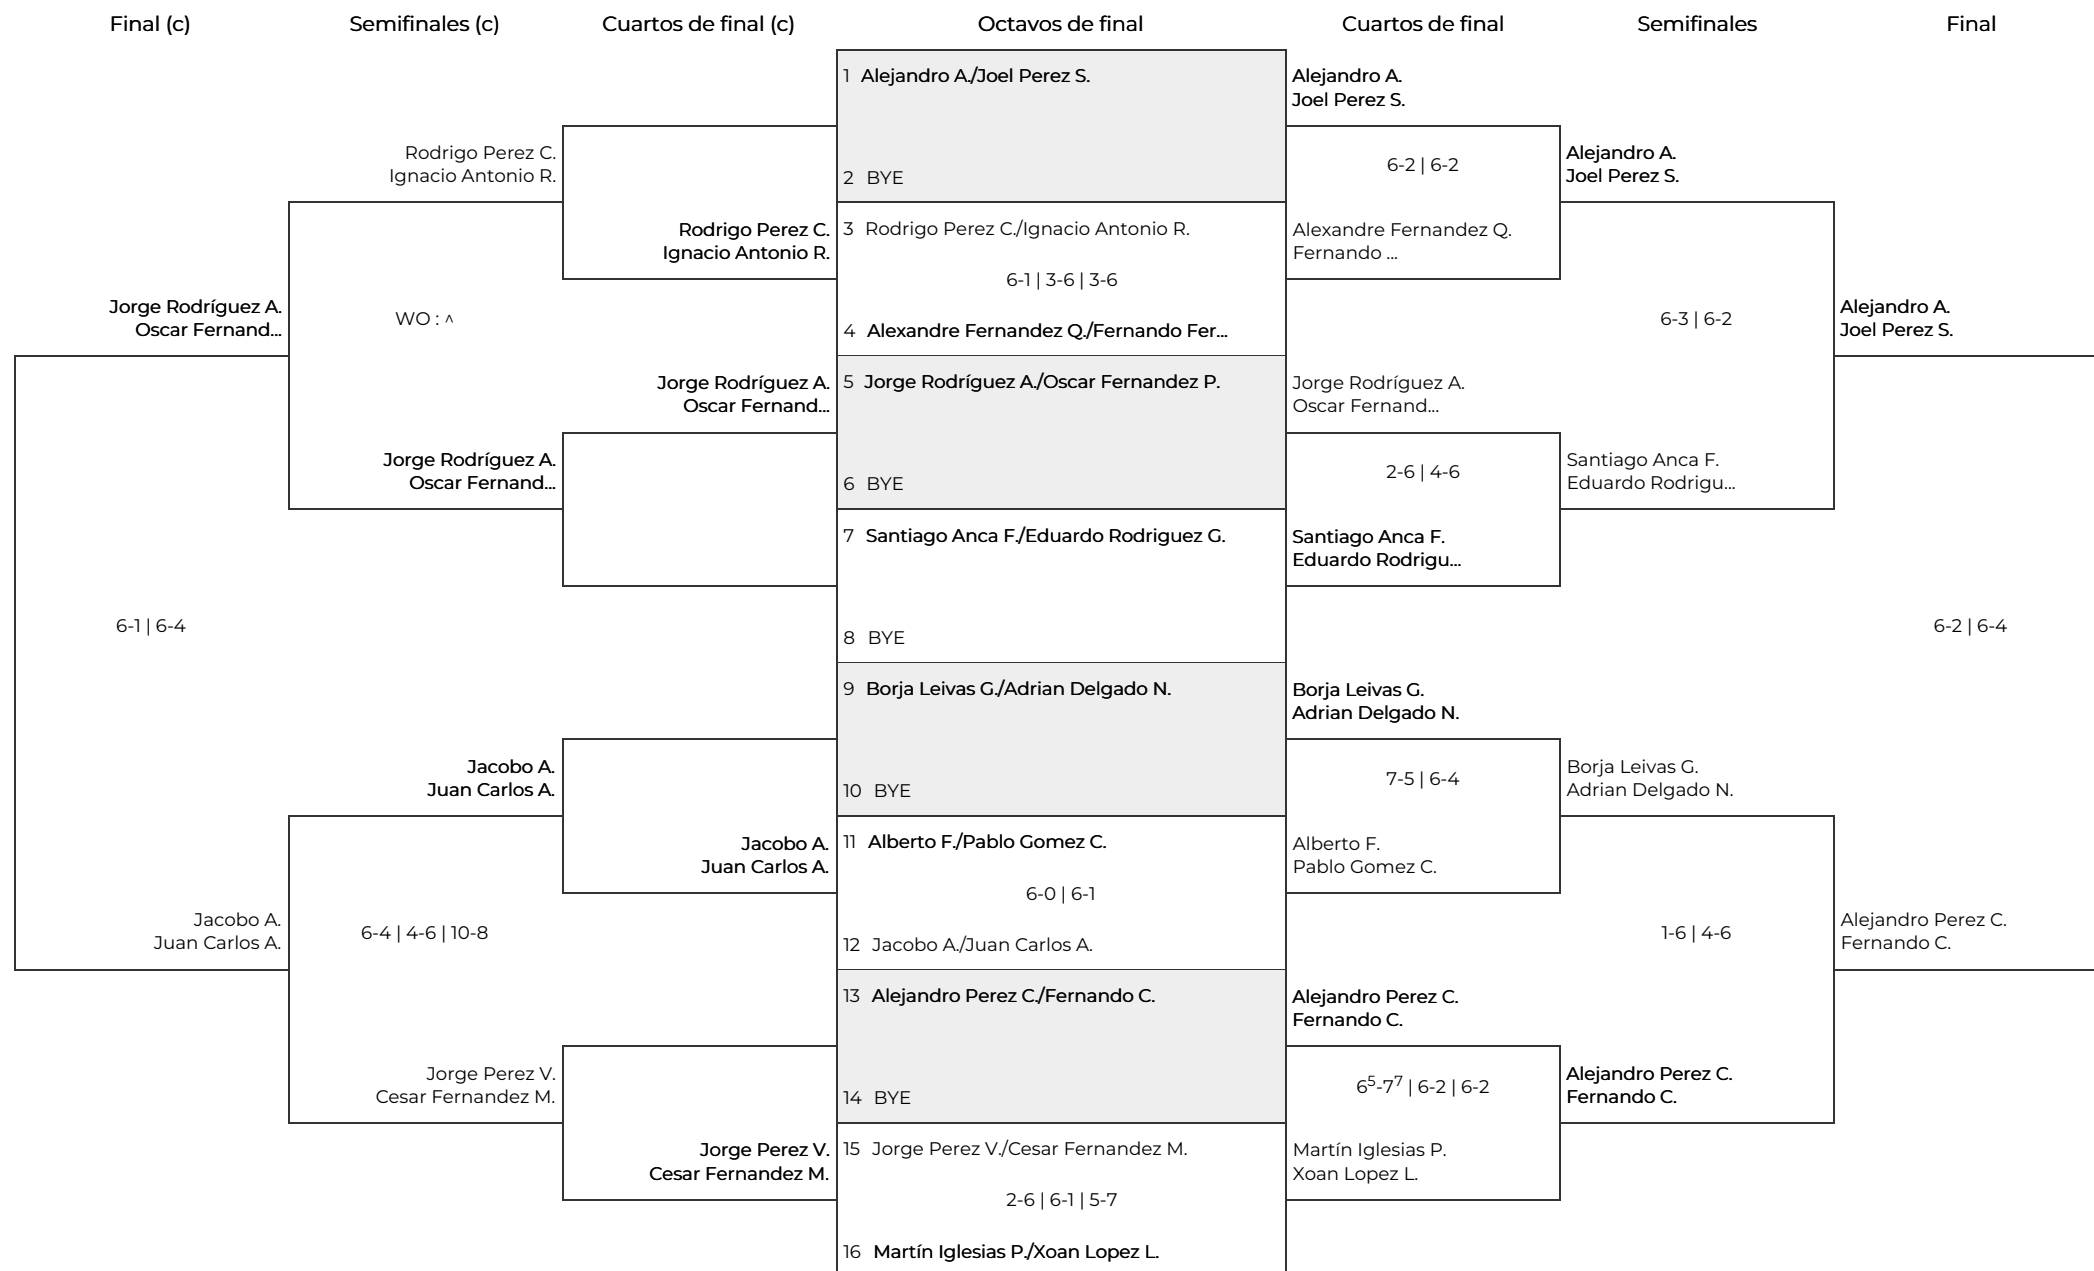 Final (c)
Semifinales (c)
Cuartos de final (c)
Octavos de final
Cuartos de final
Semifinales
Final
Jorge Rodríguez A.
Oscar Fernand...
6-1 | 6-4
Jacobo A.
Juan Carlos A.
Rodrigo Perez C.
Ignacio Antonio R.
WO : ^
Jorge Rodríguez A.
Oscar Fernand...
Jacobo A.
Juan Carlos A.
6-4 | 4-6 | 10-8
Jorge Perez V.
Cesar Fernandez M.
Rodrigo Perez C.
Ignacio Antonio R.
Jorge Rodríguez A.
Oscar Fernand...
Jacobo A.
Juan Carlos A.
Jorge Perez V.
Cesar Fernandez M.
1 Alejandro A./Joel Perez S.
2 BYE
3 Rodrigo Perez C./Ignacio Antonio R.
6-1 | 3-6 | 3-6
4 Alexandre Fernandez Q./Fernando Fer...
5 Jorge Rodríguez A./Oscar Fernandez P.
6 BYE
7 Santiago Anca F./Eduardo Rodriguez G.
8 BYE
9 Borja Leivas G./Adrian Delgado N.
10 BYE
11 Alberto F./Pablo Gomez C.
6-0 | 6-1
12 Jacobo A./Juan Carlos A.
13 Alejandro Perez C./Fernando C.
14 BYE
15 Jorge Perez V./Cesar Fernandez M.
2-6 | 6-1 | 5-7
16 Martín Iglesias P./Xoan Lopez L.
Alejandro A.
Joel Perez S.
6-2 | 6-2
Alexandre Fernandez Q.
Fernando ...
Jorge Rodríguez A.
Oscar Fernand...
2-6 | 4-6
Santiago Anca F.
Eduardo Rodrigu...
Borja Leivas G.
Adrian Delgado N.
7-5 | 6-4
Alberto F.
Pablo Gomez C.
Alejandro Perez C.
Fernando C.
6⁵-7⁷ | 6-2 | 6-2
Martín Iglesias P.
Xoan Lopez L.
Alejandro A.
Joel Perez S.
6-3 | 6-2
Santiago Anca F.
Eduardo Rodrigu...
Borja Leivas G.
Adrian Delgado N.
1-6 | 4-6
Alejandro Perez C.
Fernando C.
Alejandro A.
Joel Perez S.
6-2 | 6-4
Alejandro Perez C.
Fernando C.